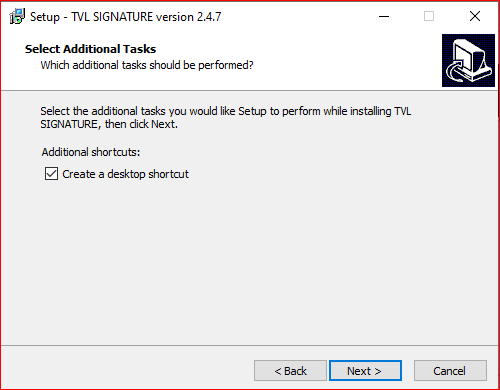 Setup - TVL SIGNATURE version 2.4.7
Select Additional Tasks
Which additional tasks should be performed?
Select the additional tasks you would like Setup to perform while installing TVL
SIGNATURE, then click Next.
Additional shortcuts:
Create a desktop shortcut
< Back
Next >
Cancel